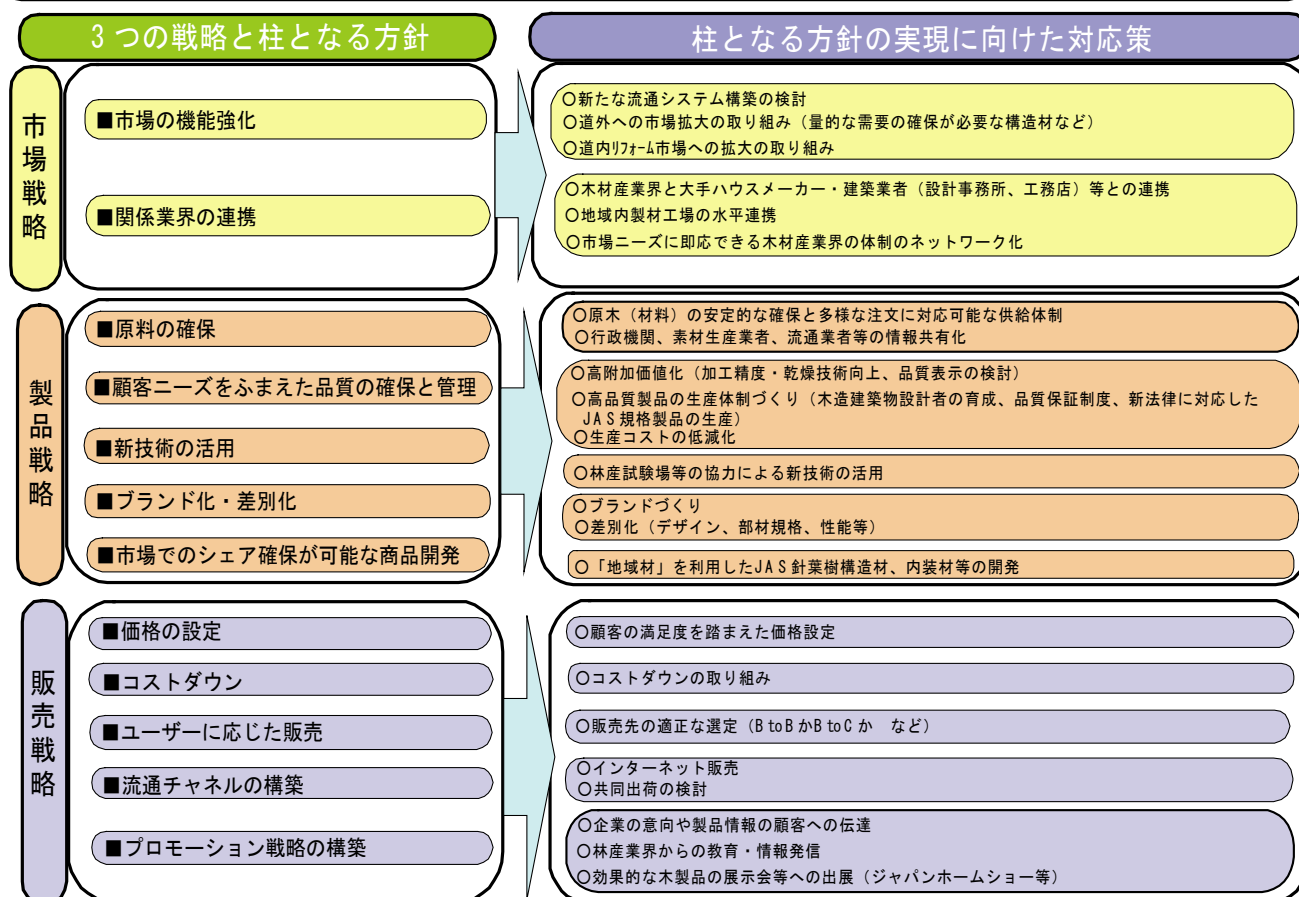 3つの戦略と柱となる方針
柱となる方針の実現に向けた対応策
市場戦略
■市場の機能強化
○新たな流通システム構築の検討
○道外への市場拡大の取り組み（量的な需要の確保が必要な構造材など）
○道内ﾘﾌｫｰﾑ市場への拡大の取り組み
■関係業界の連携
○木材産業界と大手ハウスメーカー・建築業者（設計事務所、工務店）等との連携
○地域内製材工場の水平連携
○市場ニーズに即応できる木材産業界の体制のネットワーク化
製品戦略
■原料の確保
○原木（材料）の安定的な確保と多様な注文に対応可能な供給体制
○行政機関、素材生産業者、流通業者等の情報共有化
■顧客ニーズをふまえた品質の確保と管理
○高附加価値化（加工精度・乾燥技術向上、品質表示の検討）
○高品質製品の生産体制づくり（木造建築物設計者の育成、品質保証制度、新法律に対応した
JAS規格製品の生産）
○生産コストの低減化
■新技術の活用
○林産試験場等の協力による新技術の活用
■ブランド化・差別化
○ブランドづくり
○差別化（デザイン、部材規格、性能等）
■市場でのシェア確保が可能な商品開発
○「地域材」を利用したJAS針葉樹構造材、内装材等の開発
販売戦略
■価格の設定
○顧客の満足度を踏まえた価格設定
■コストダウン
○コストダウンの取り組み
■ユーザーに応じた販売
○販売先の適正な選定（BtoBかBtoCか　など）
■流通チャネルの構築
○インターネット販売
○共同出荷の検討
■プロモーション戦略の構築
○企業の意向や製品情報の顧客への伝達
○林産業界からの教育・情報発信
○効果的な木製品の展示会等への出展（ジャパンホームショー等）